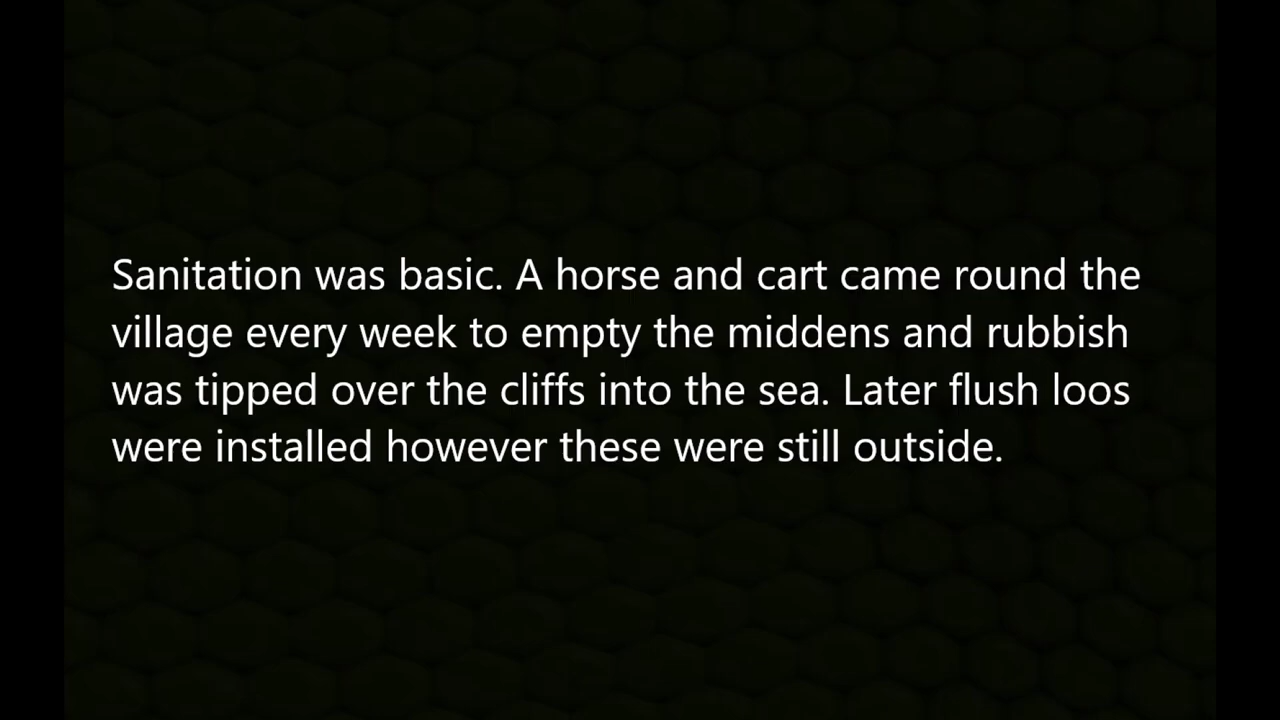 Sanitation was basic. A horse and cart came round the
village every week to empty the middens and rubbish
was tipped over the cliffs into the sea. Later flush loos
were installed however these were still outside.